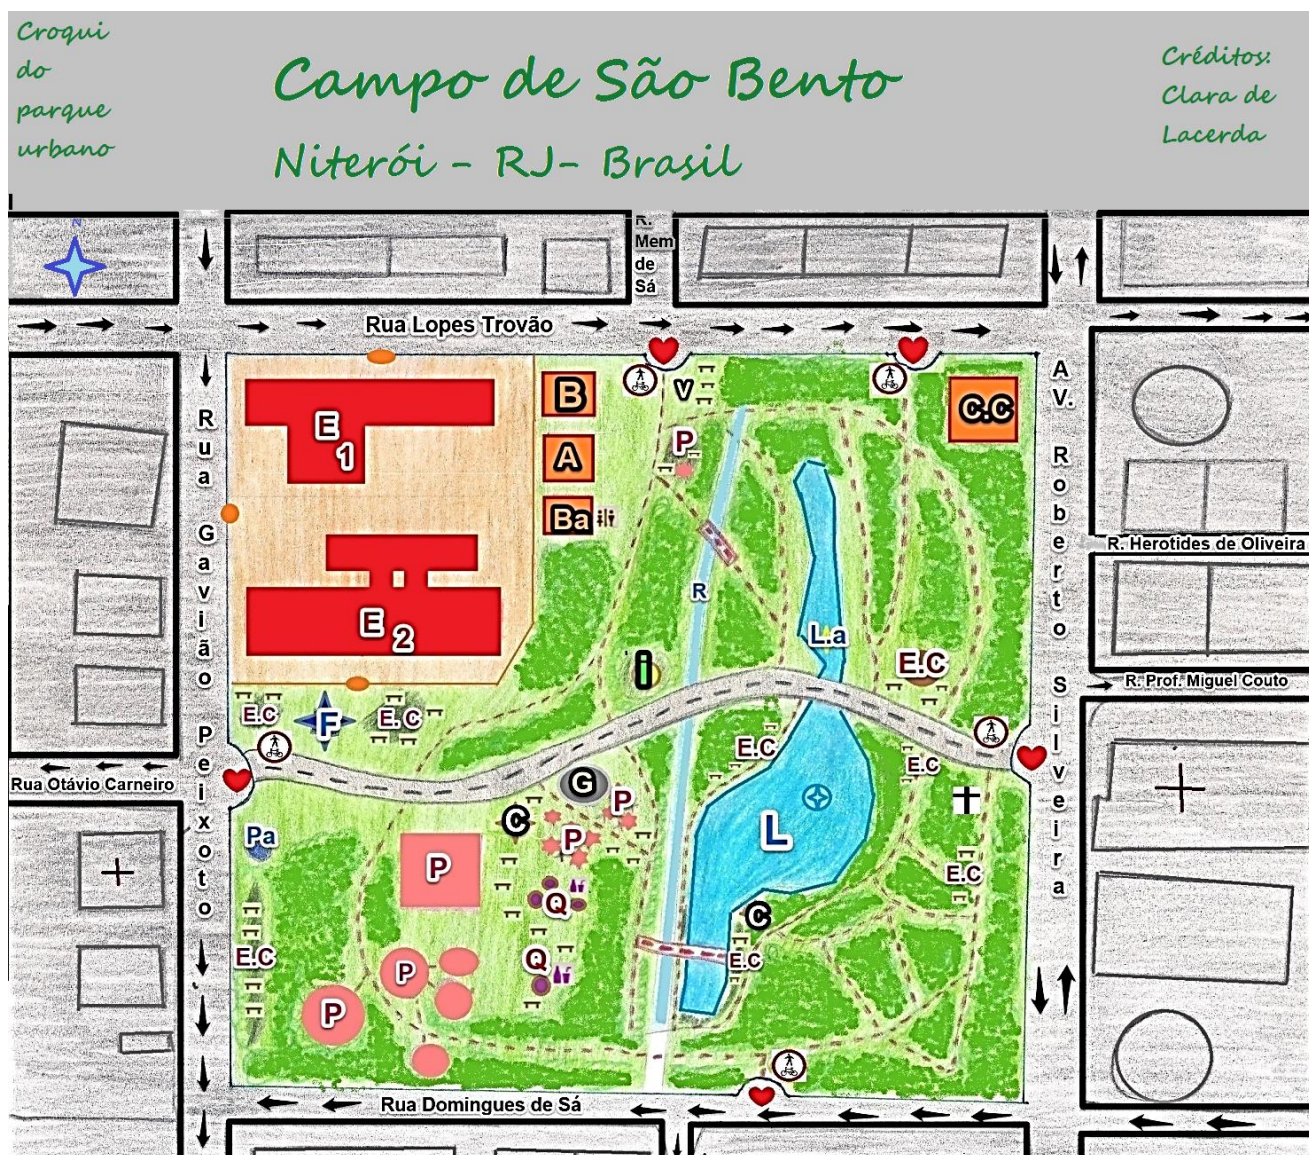 Croqui
do
parque
urbano
Campo de São Bento
Niterói - RJ- Brasil
Créditos:
Clara de
Lacerda
N
R.
Mem
de
Sá
Rua Lopes Trovão
Rua Gavião Peixoto
AV. Roberto Silveira
E 1
B
A
Ba
V
P
C.C
R. Herotides de Oliveira
R
E 2
L.a
i
E.C
R. Prof. Miguel Couto
E.C
F
E.C
E.C
E.C
Rua Otávio Carneiro
G
P
C
P
L
Pa
P
E.C
Q
C
E.C
Q
E.C
P
P
Rua Domingues de Sá